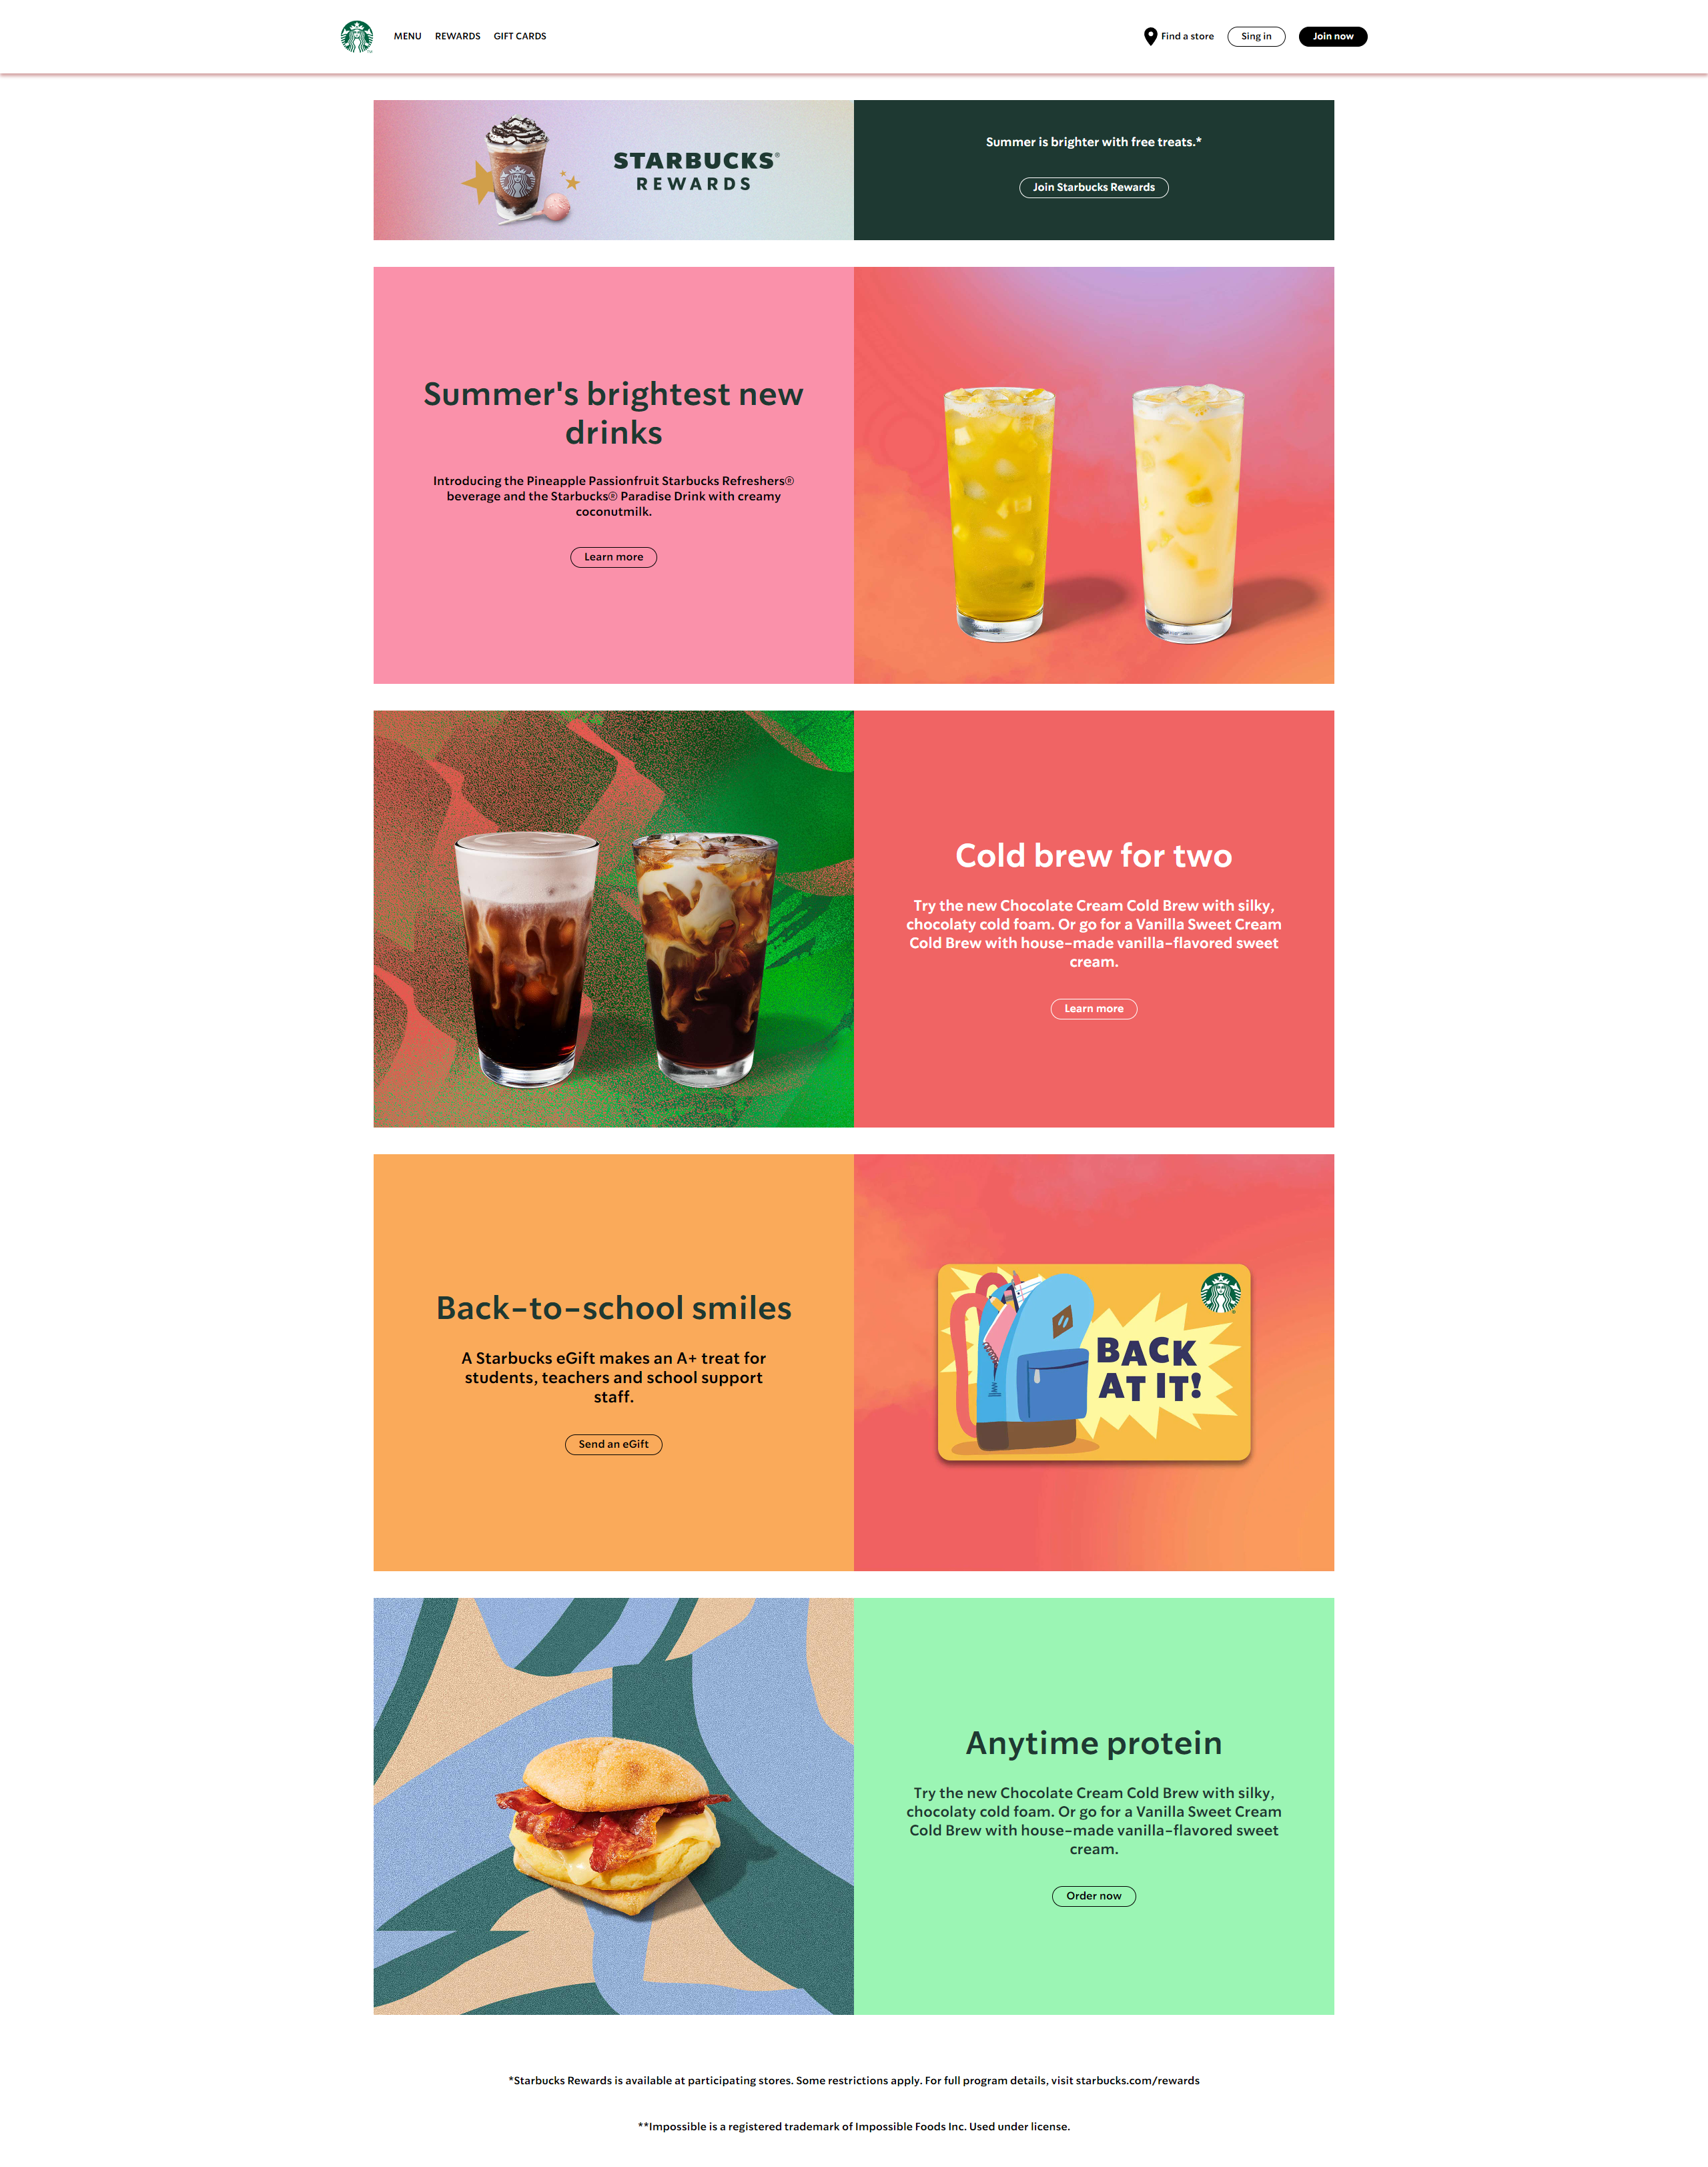 MENU REWARDS GIFT CARDS
Find a store Sing in Join now
STARBUCKS®
REWARDS
Summer is brighter with free treats.*
Join Starbucks Rewards
Summer's brightest new
drinks
Introducing the Pineapple Passionfruit Starbucks Refreshers®
beverage and the Starbucks® Paradise Drink with creamy
coconutmilk.
Learn more
Cold brew for two
Try the new Chocolate Cream Cold Brew with silky,
chocolaty cold foam. Or go for a Vanilla Sweet Cream
Cold Brew with house-made vanilla-flavored sweet
cream.
Learn more
Back-to-school smiles
A Starbucks eGift makes an A+ treat for
students, teachers and school support
staff.
Send an eGift
BACK
AT IT!
Anytime protein
Try the new Chocolate Cream Cold Brew with silky,
chocolaty cold foam. Or go for a Vanilla Sweet Cream
Cold Brew with house-made vanilla-flavored sweet
cream.
Order now
*Starbucks Rewards is available at participating stores. Some restrictions apply. For full program details, visit starbucks.com/rewards
**Impossible is a registered trademark of Impossible Foods Inc. Used under license.